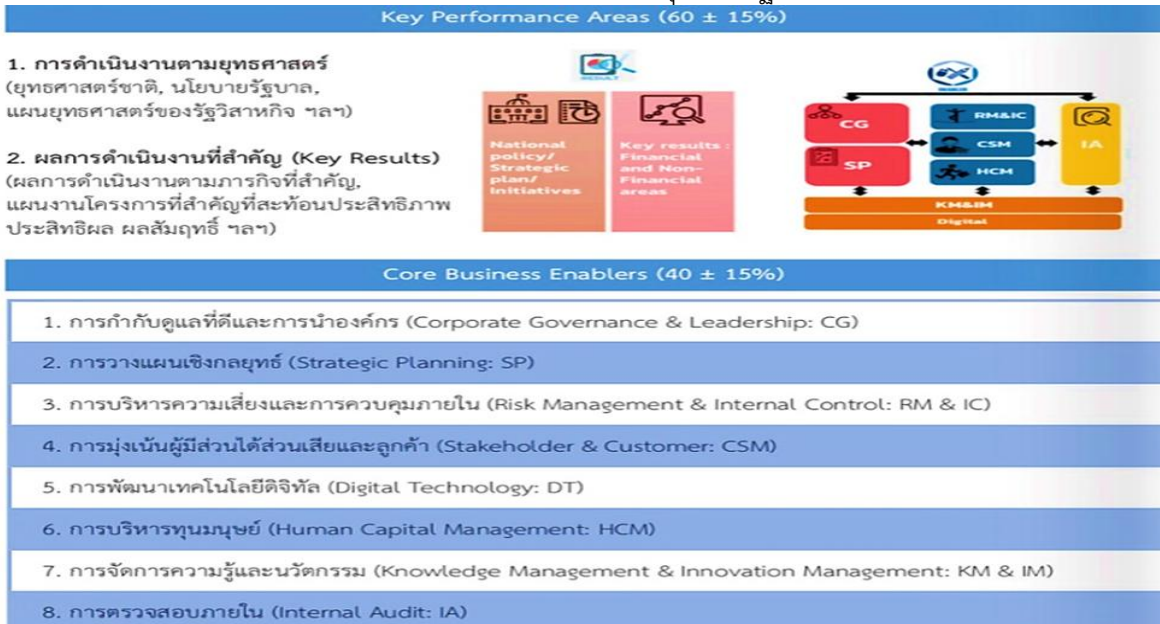 Key Performance Areas (60 ± 15%)
1. การดำเนินงานตามยุทธศาสตร์
(ยุทธศาสตร์ชาติ, นโยบายรัฐบาล,
แผนยุทธศาสตร์ของรัฐวิสาหกิจ ฯลฯ)
2. ผลการดำเนินงานที่สำคัญ (Key Results)
(ผลการดำเนินงานตามภารกิจที่สำคัญ,
แผนงานโครงการที่สำคัญที่สะท้อนประสิทธิภาพ
ประสิทธิผล ผลสัมฤทธิ์ ฯลฯ)
RESULT
National
policy/
Strategic
plan/
Initiatives
Key results :
Financial
and Non-
Financial
areas
CG
SP
RM&IC
CSM
HCM
IA
KM&IM
Digital
Core Business Enablers (40 ± 15%)
1. การกำกับดูแลที่ดีและการนำองค์กร (Corporate Governance & Leadership: CG)
2. การวางแผนเชิงกลยุทธ์ (Strategic Planning: SP)
3. การบริหารความเสี่ยงและการควบคุมภายใน (Risk Management & Internal Control: RM & IC)
4. การมุ่งเน้นผู้มีส่วนได้ส่วนเสียและลูกค้า (Stakeholder & Customer: CSM)
5. การพัฒนาเทคโนโลยีดิจิทัล (Digital Technology: DT)
6. การบริหารทุนมนุษย์ (Human Capital Management: HCM)
7. การจัดการความรู้และนวัตกรรม (Knowledge Management & Innovation Management: KM & IM)
8. การตรวจสอบภายใน (Internal Audit: IA)